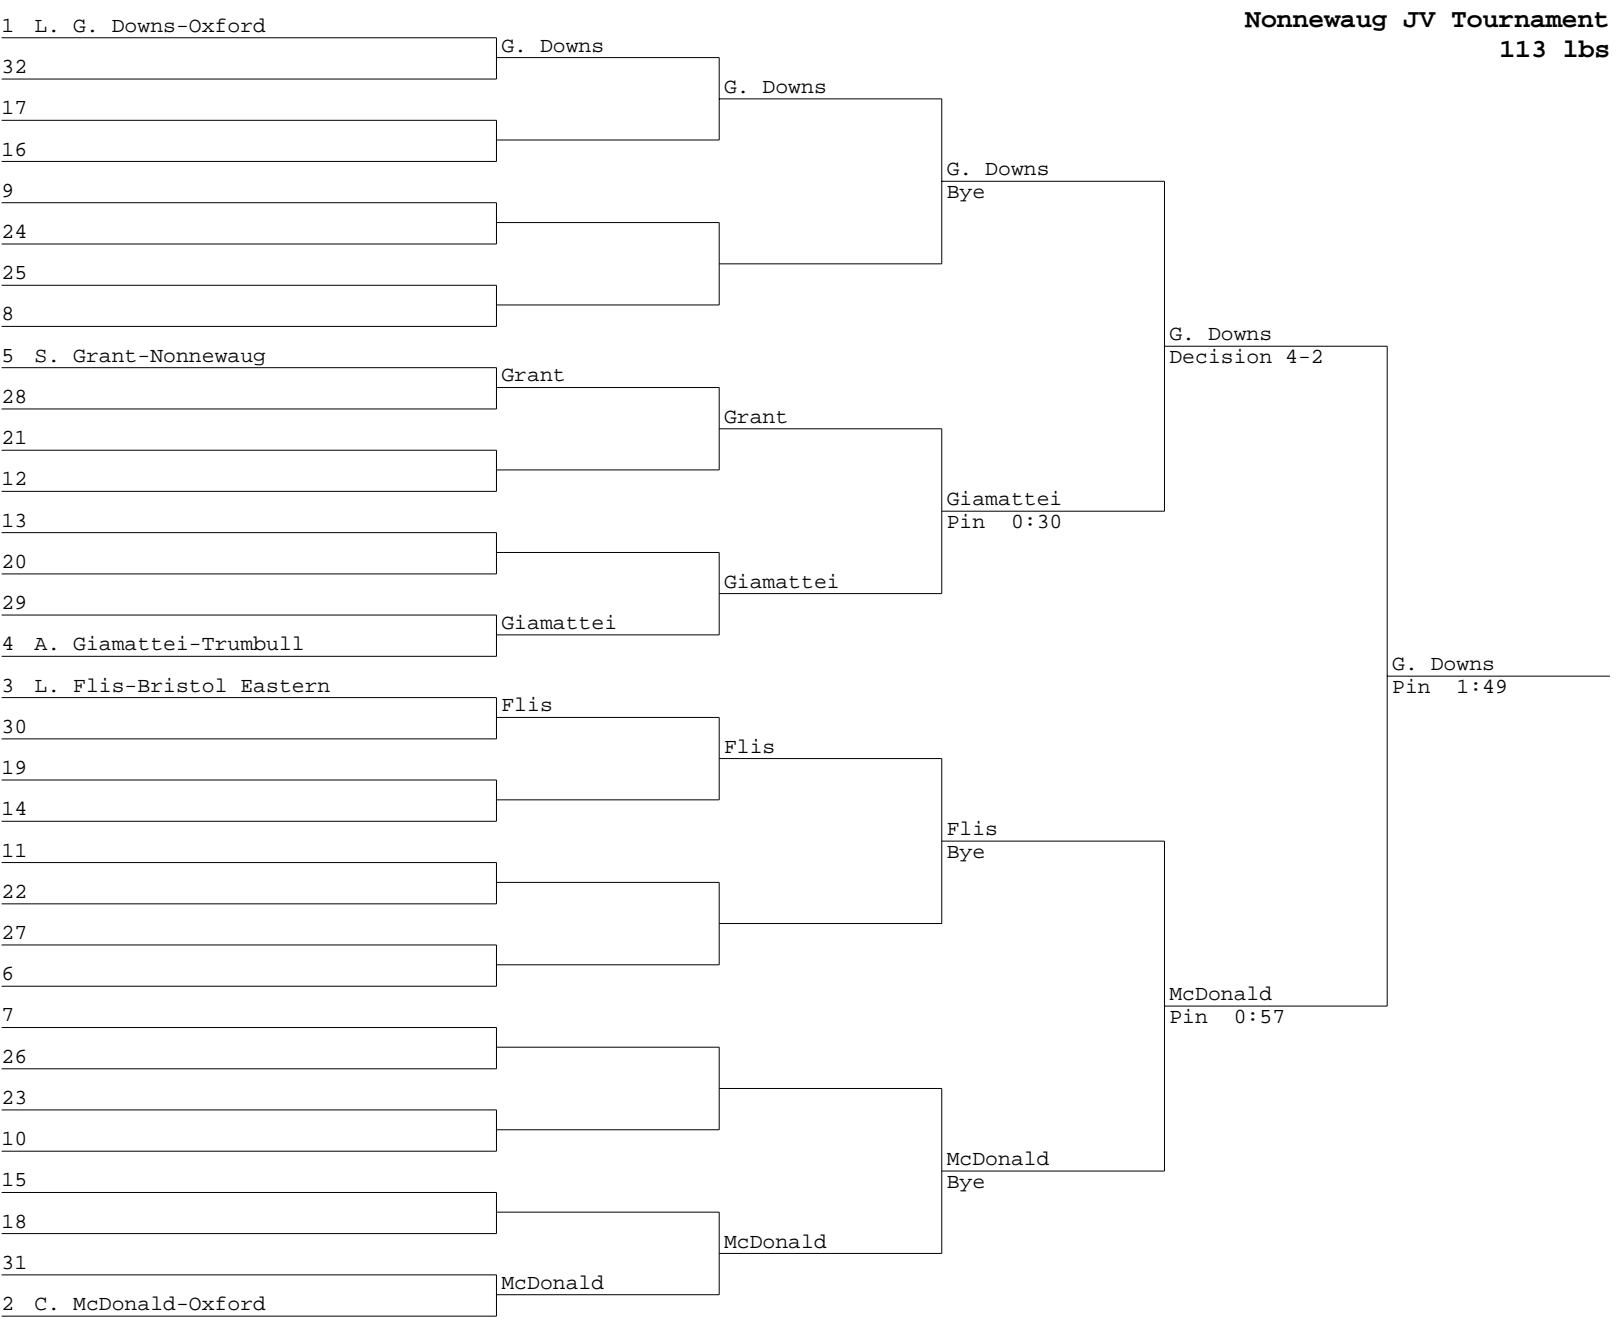 Nonnewaug JV Tournament
113 lbs
1 L. G. Downs-Oxford
32
17
16
9
24
25
8
5 S. Grant-Nonnewaug
28
21
12
13
20
29
4 A. Giamattei-Trumbull
3 L. Flis-Bristol Eastern
30
19
14
11
22
27
6
7
26
23
10
15
18
31
2 C. McDonald-Oxford
G. Downs
Grant
Giamattei
Flis
McDonald
G. Downs
Grant
Giamattei
Flis
McDonald
G. Downs
Bye
Giamattei
Pin 0:30
Flis
Bye
McDonald
Bye
G. Downs
Decision 4-2
McDonald
Pin 0:57
G. Downs
Pin 1:49